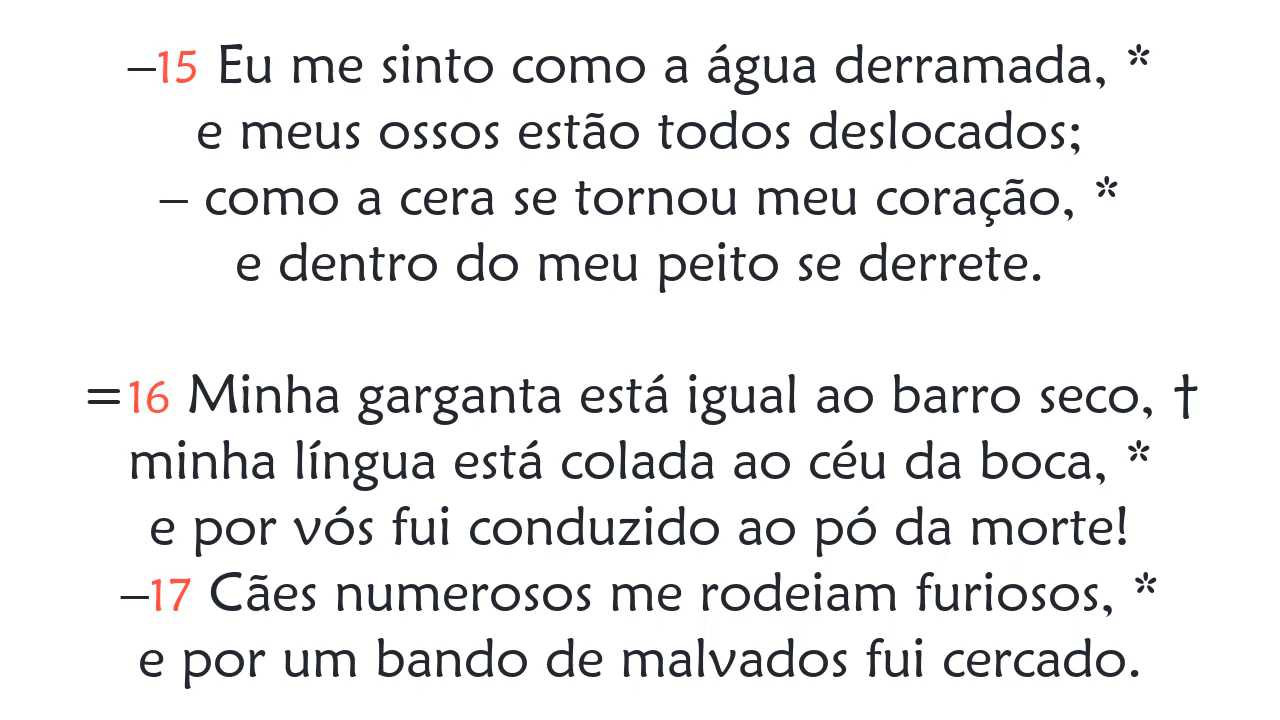 –15 Eu me sinto como a água derramada, *
e meus ossos estão todos deslocados;
– como a cera se tornou meu coração, *
e dentro do meu peito se derrete.
=16 Minha garganta está igual ao barro seco, †
minha língua está colada ao céu da boca, *
e por vós fui conduzido ao pó da morte!
–17 Cães numerosos me rodeiam furiosos, *
e por um bando de malvados fui cercado.